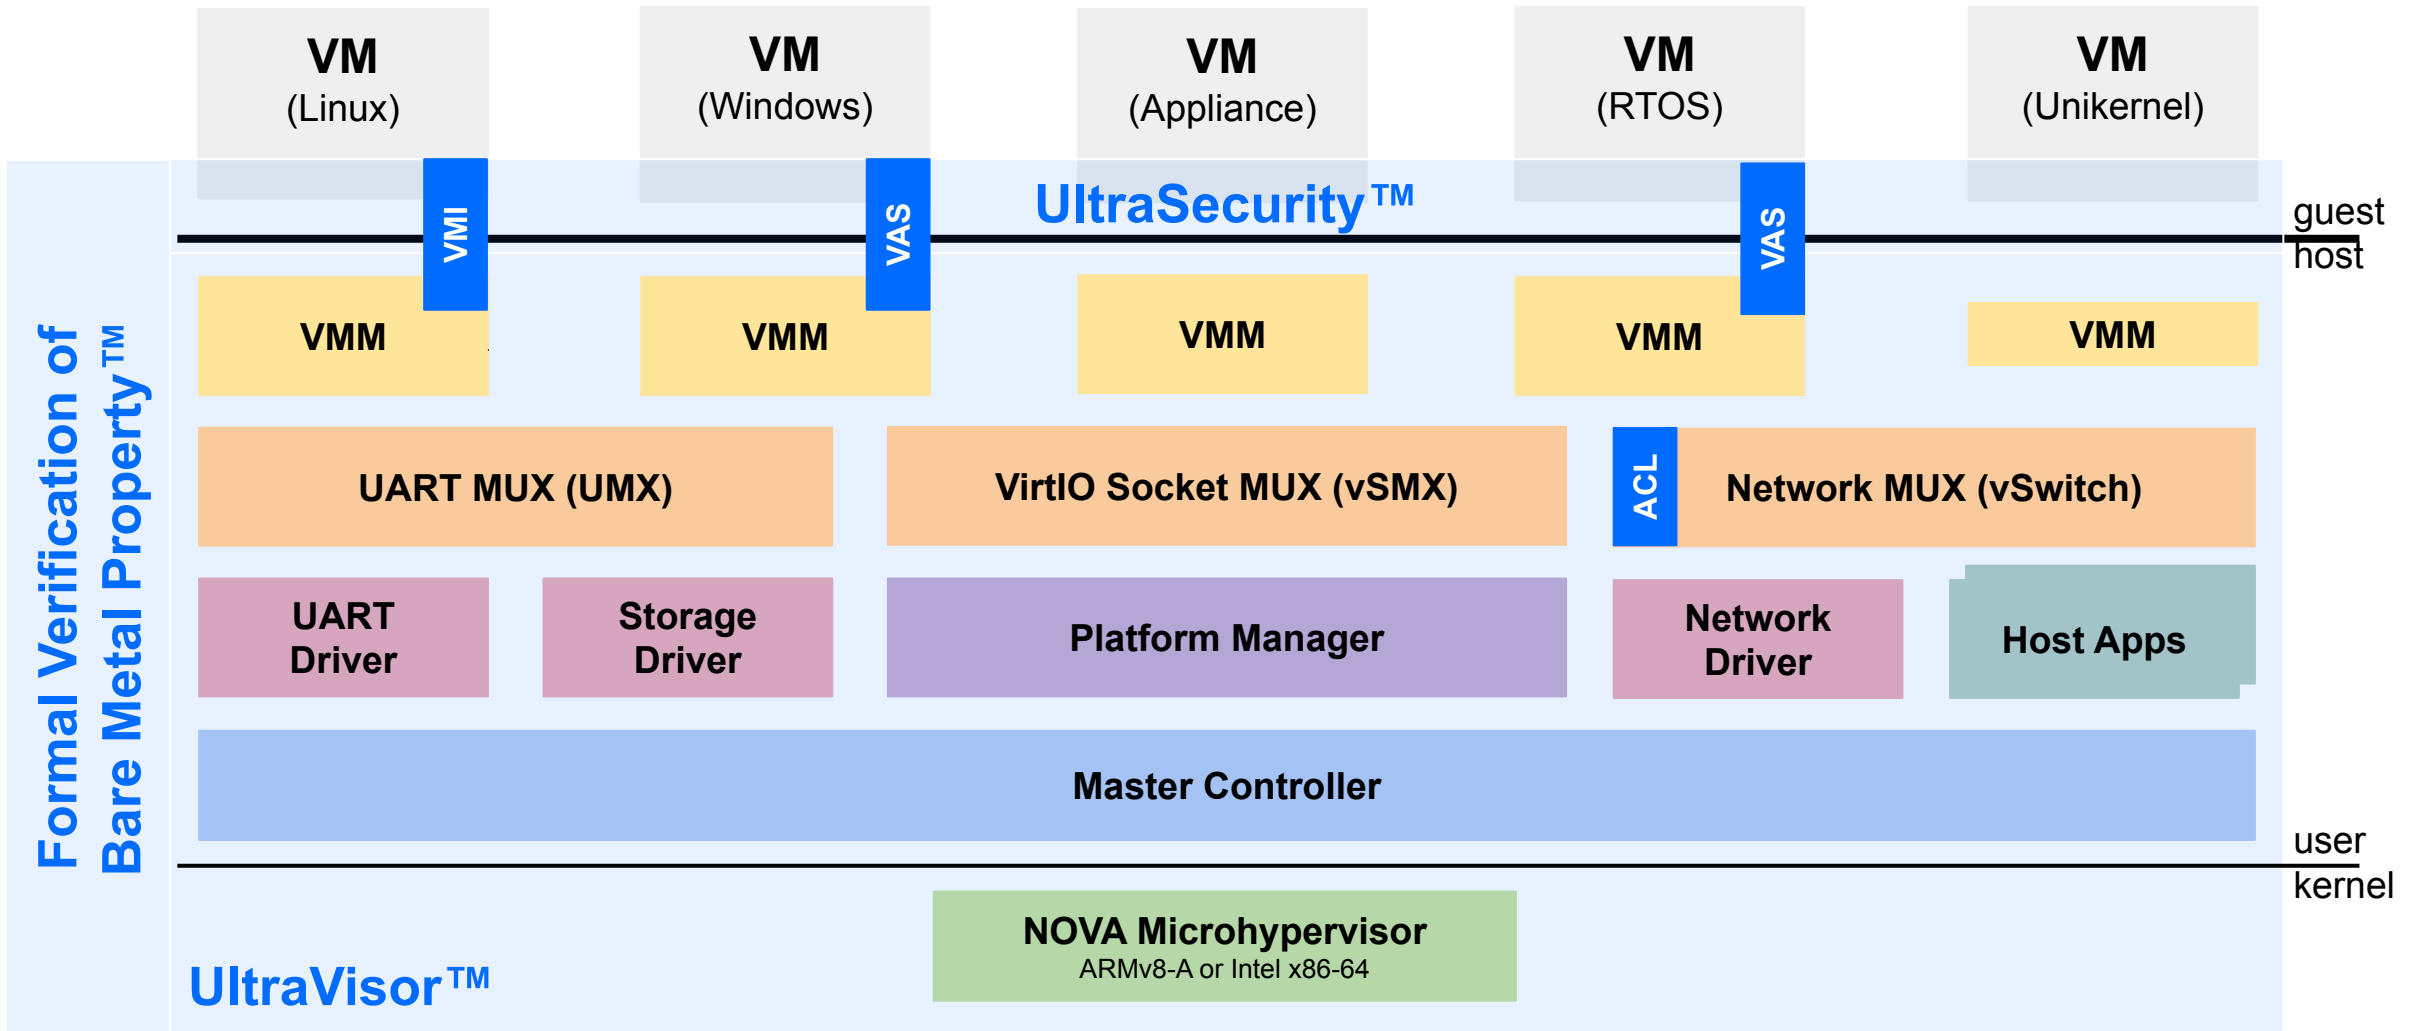 VM
(Linux)
VM
(Windows)
VM
(Appliance)
VM
(RTOS)
VM
(Unikernel)
UltraSecurity™
VMI
VAS
VAS
guest
host
VMM
VMM
VMM
VMM
VMM
UART MUX (UMX)
VirtIO Socket MUX (vSMX)
ACL
Network MUX (vSwitch)
UART
Driver
Storage
Driver
Platform Manager
Network
Driver
Host Apps
Master Controller
user
kernel
NOVA Microhypervisor
ARMv8-A or Intel x86-64
UltraVisor™
Formal Verification of
Bare Metal Property™